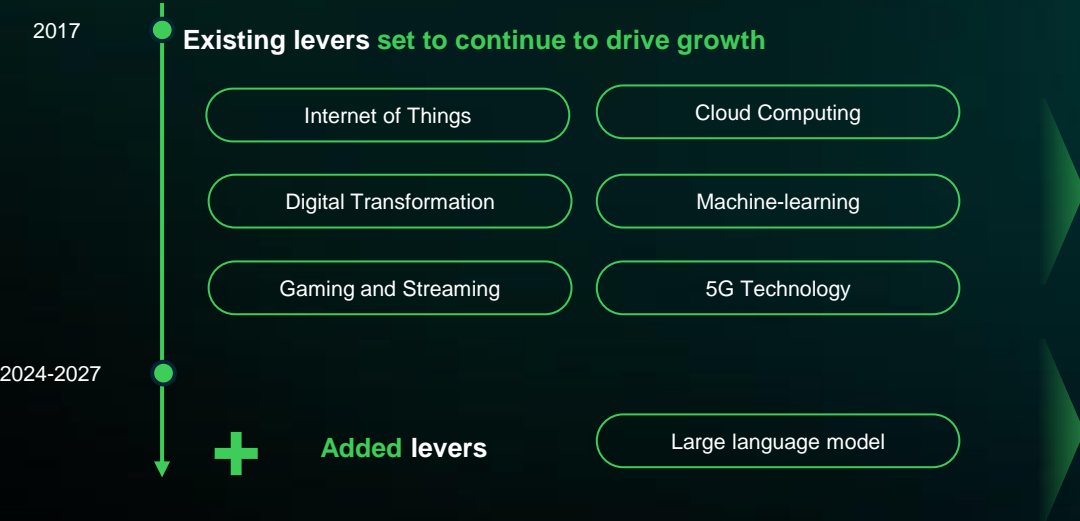 2017
Existing levers set to continue to drive growth
Internet of Things
Cloud Computing
Digital Transformation
Machine-learning
Gaming and Streaming
5G Technology
2024-2027
Added levers
Large language model